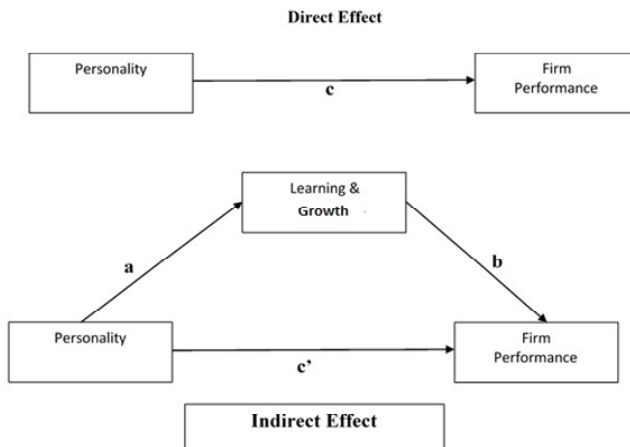 Direct Effect
Personality
c
Firm
Performance
Learning &
Growth
a
b
Personality
c’
Firm
Performance
Indirect Effect